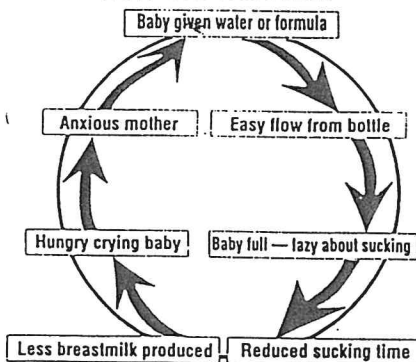 Baby given water or formula
Easy flow from bottle
Baby full — lazy about sucking
Reduced sucking time
Less breastmilk produced
Hungry crying baby
Anxious mother